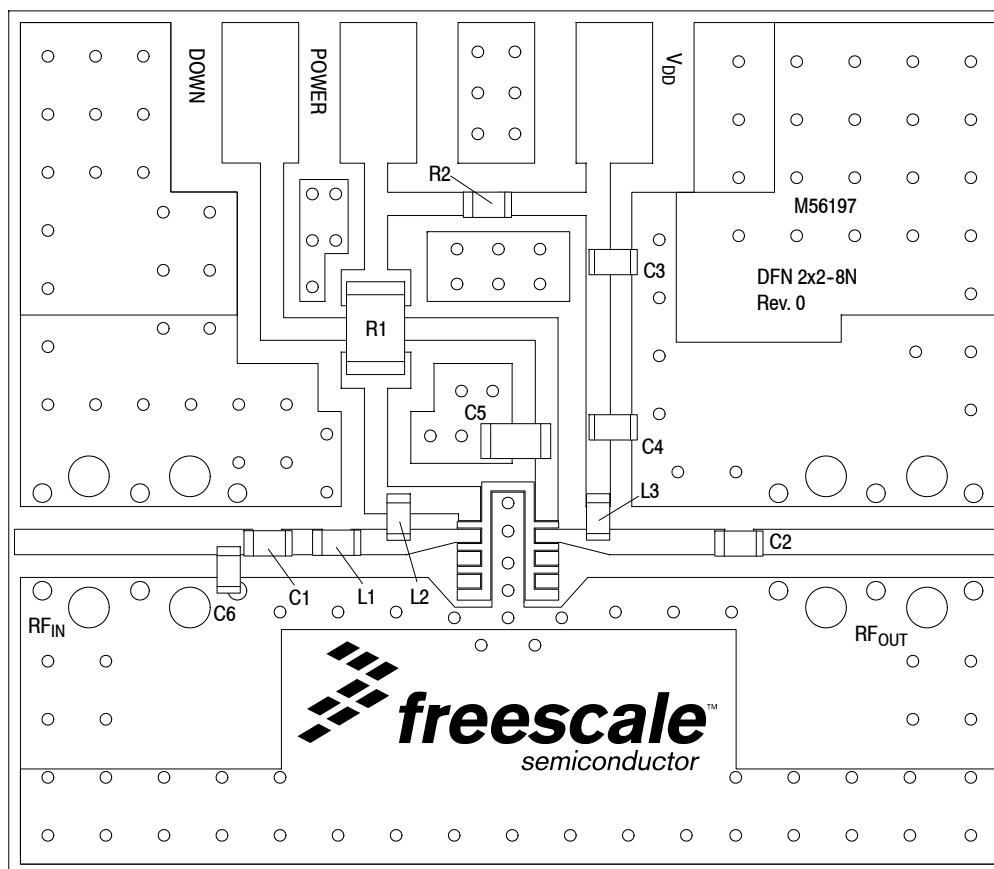 DOWN
POWER
VDD
R2
M56197
C3
DFN 2x2-8N
Rev. 0
R1
C5
C4
L3
C2
C6
C1
L1
L2
RFIN
RFOUT
freescale™
semiconductor